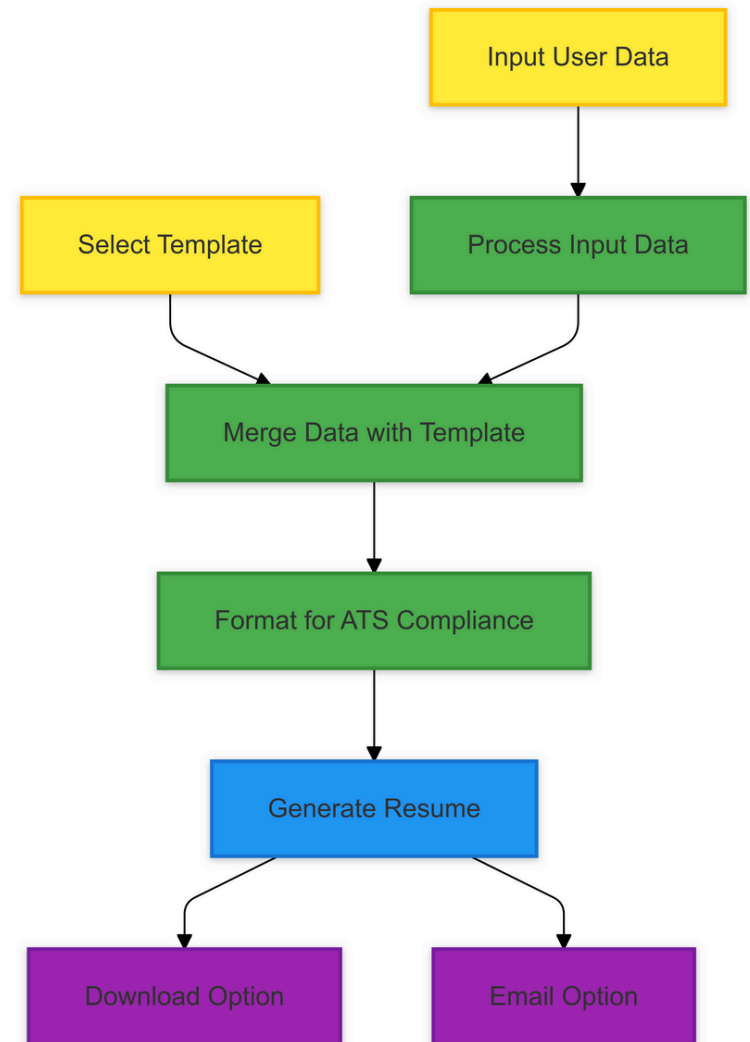 Input User Data
Select Template
Process Input Data
Merge Data with Template
Format for ATS Compliance
Generate Resume
Download Option
Email Option